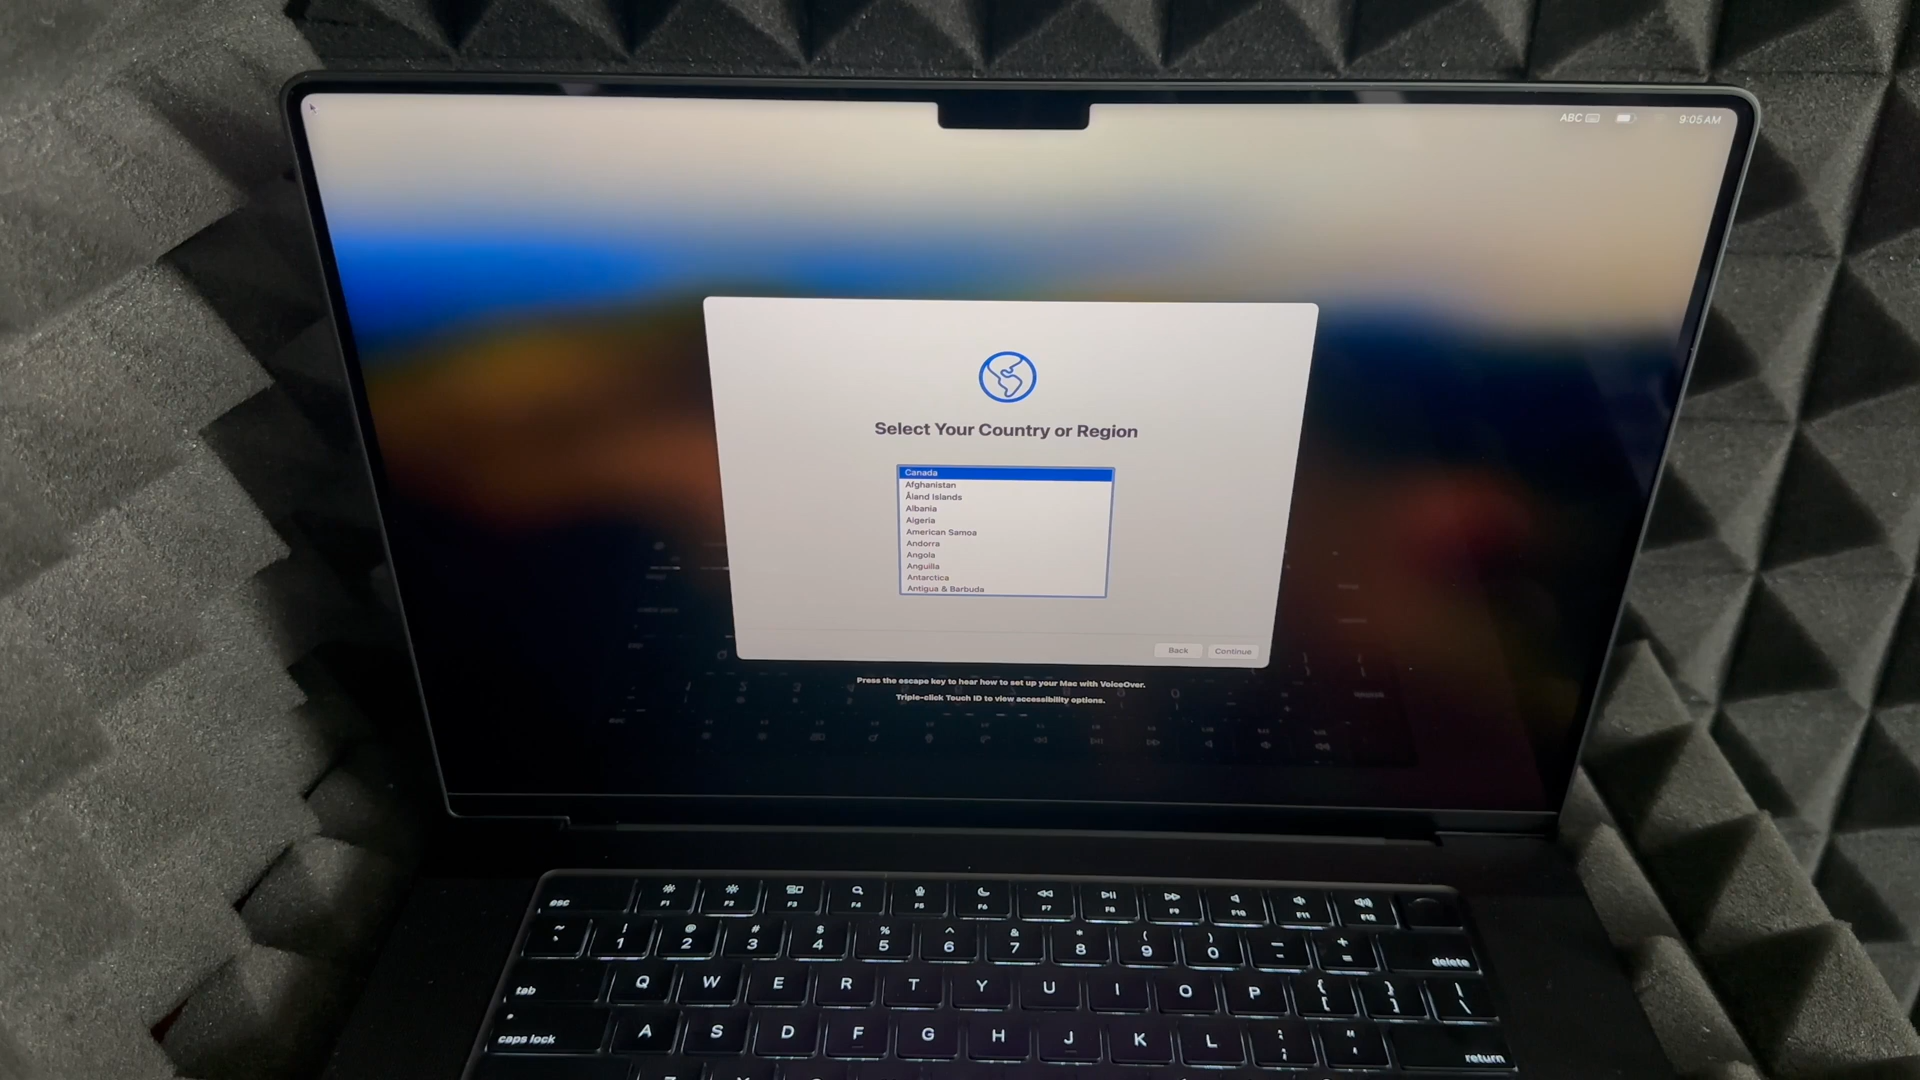 ABC 9:05 AM
Select Your Country or Region
Canada
Afghanistan
Åland Islands
Albania
Algeria
American Samoa
Andorra
Angola
Anguilla
Antarctica
Antigua & Barbuda
Back Continue
Press the escape key to hear how to set up your Mac with VoiceOver.
Triple-click Touch ID to view accessibility options.
esc F1 F2 F3 F4 F5 F6 F7 F8 F9 F10 F11 F12
~ ! @ # $ % ^ & * ( ) _ +
` 1 2 3 4 5 6 7 8 9 0 - = delete
tab Q W E R T Y U I O P { [ } ] | \
caps lock A S D F G H J K L : ; " ' return